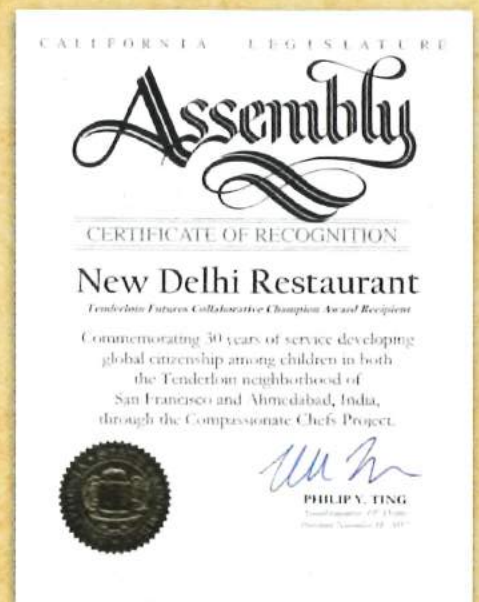 CALIFORNIA LEGISLATURE
Assembly
CERTIFICATE OF RECOGNITION
New Delhi Restaurant
Tenderloin Futures Collaborative Champion Award Recipient
Commemorating 30 years of service developing
global citizenship among children in both
the Tenderloin neighborhood of
San Francisco and Ahmedabad, India,
through the Compassionate Chefs Project.
PHILIP Y. TING